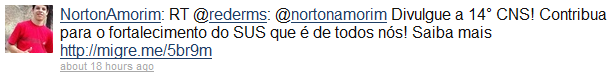 NortonAmorim: RT @rederms: @nortonamorim Divulgue a 14° CNS! Contribua
para o fortalecimento do SUS que é de todos nós! Saiba mais
http://migre.me/5br9m
about 18 hours ago